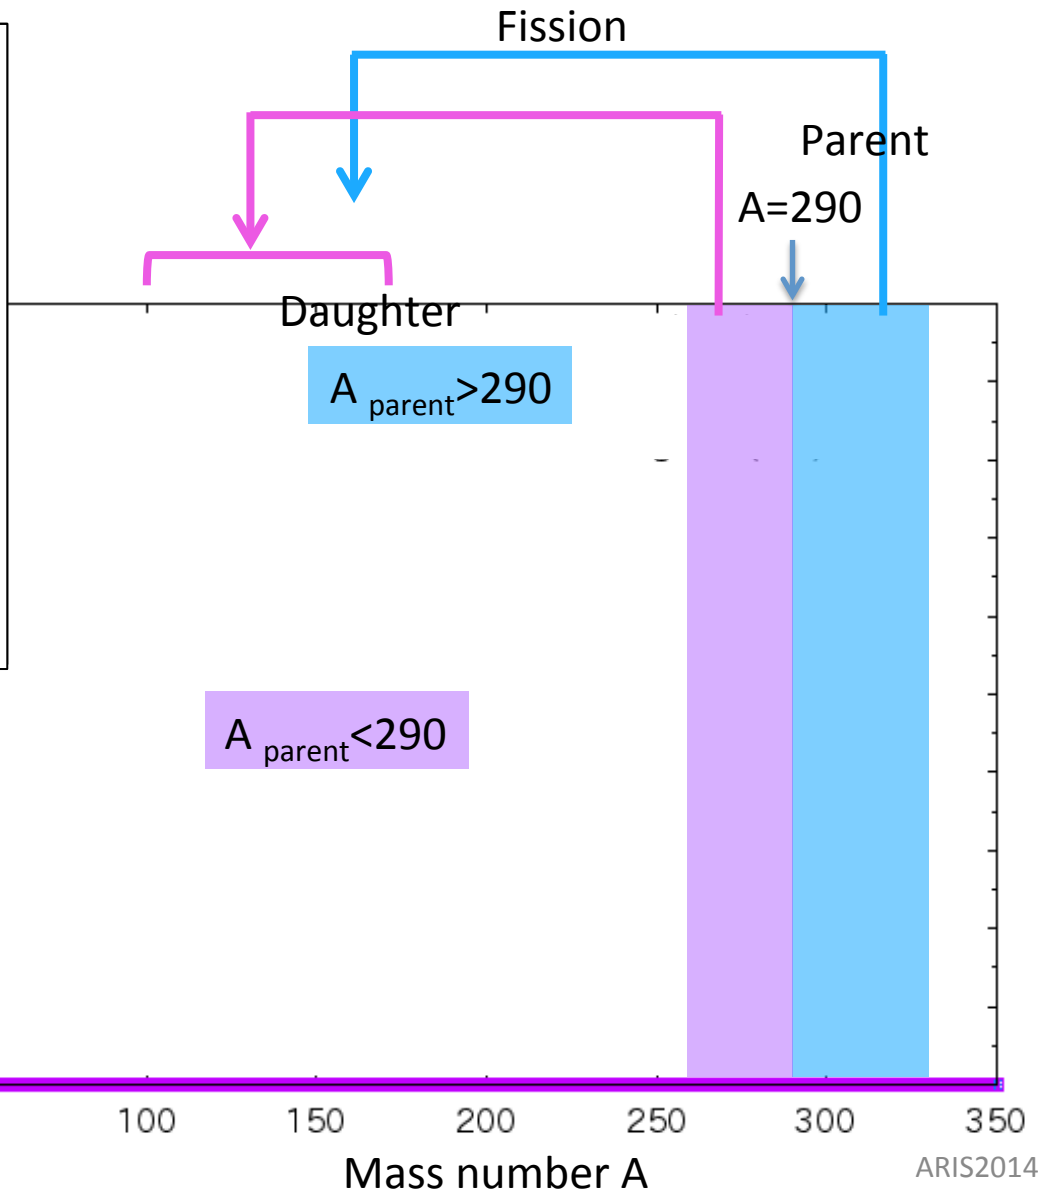 Fission
Parent
A=290
Daughter
A parent>290
A parent<290
100 150 200 250 300 350
Mass number A
ARIS2014